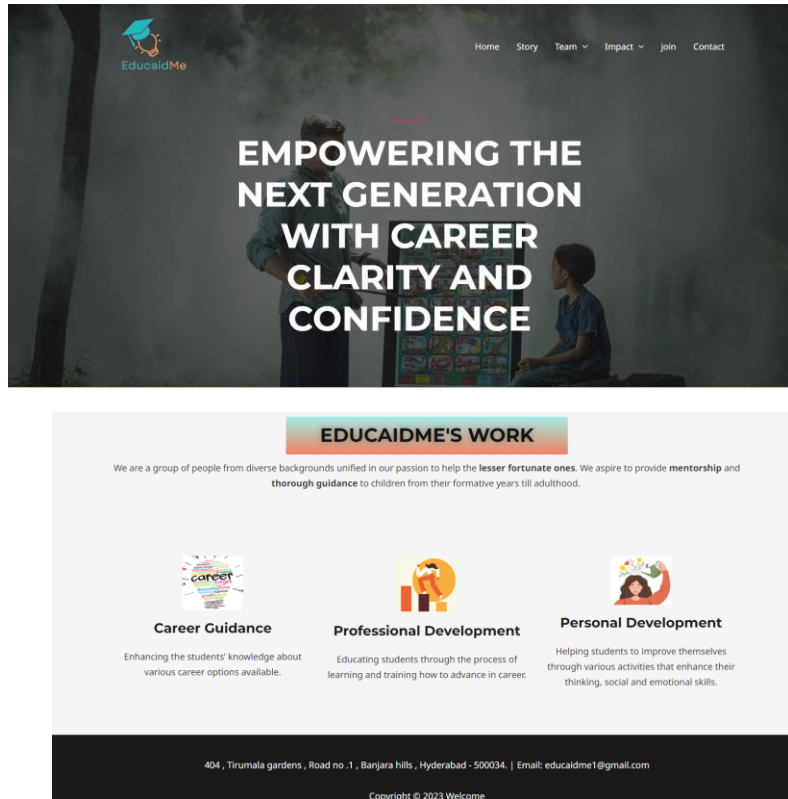 EducaidMe
Home Story Team Impact join Contact
EMPOWERING THE
NEXT GENERATION
WITH CAREER
CLARITY AND
CONFIDENCE
EDUCAIDME'S WORK
We are a group of people from diverse backgrounds unified in our passion to help the lesser fortunate ones. We aspire to provide mentorship and
thorough guidance to children from their formative years till adulthood.
career
Career Guidance
Enhancing the students' knowledge about
various career options available.
Professional Development
Educating students through the process of
learning and training how to advance in career.
Personal Development
Helping students to improve themselves
through various activities that enhance their
thinking, social and emotional skills.
404 , Tirumala gardens , Road no .1 , Banjara hills , Hyderabad - 500034. | Email: educaidme1@gmail.com
Copyright © 2023 Welcome